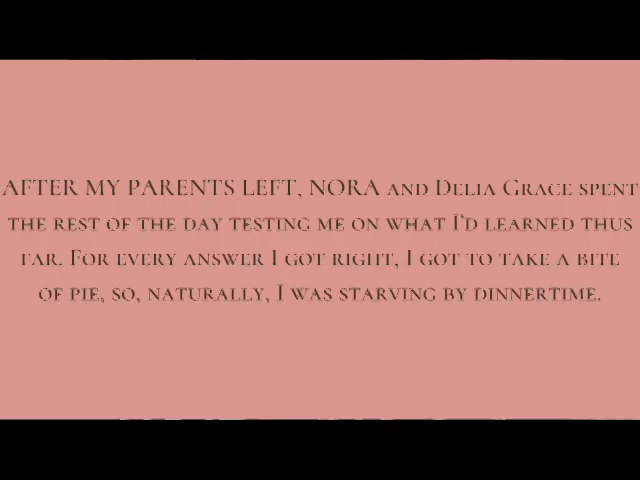 AFTER MY PARENTS LEFT, NORA AND DELIA GRACE SPENT
THE REST OF THE DAY TESTING ME ON WHAT I'D LEARNED THUS
FAR. FOR EVERY ANSWER I GOT RIGHT, I GOT TO TAKE A BITE
OF PIE, SO, NATURALLY, I WAS STARVING BY DINNERTIME.